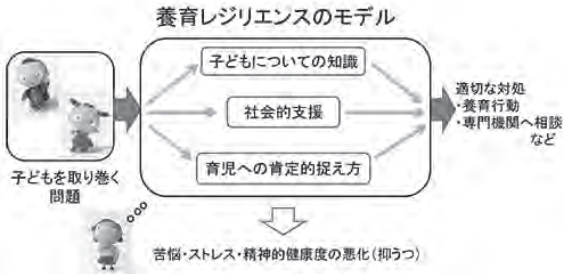 養育レジリエンスのモデル
子どもについての知識
社会的支援
育児への肯定的捉え方
子どもを取り巻く
問題
適切な対処
・養育行動
・専門機関へ相談
など
苦悩・ストレス・精神的健康度の悪化(抑うつ)